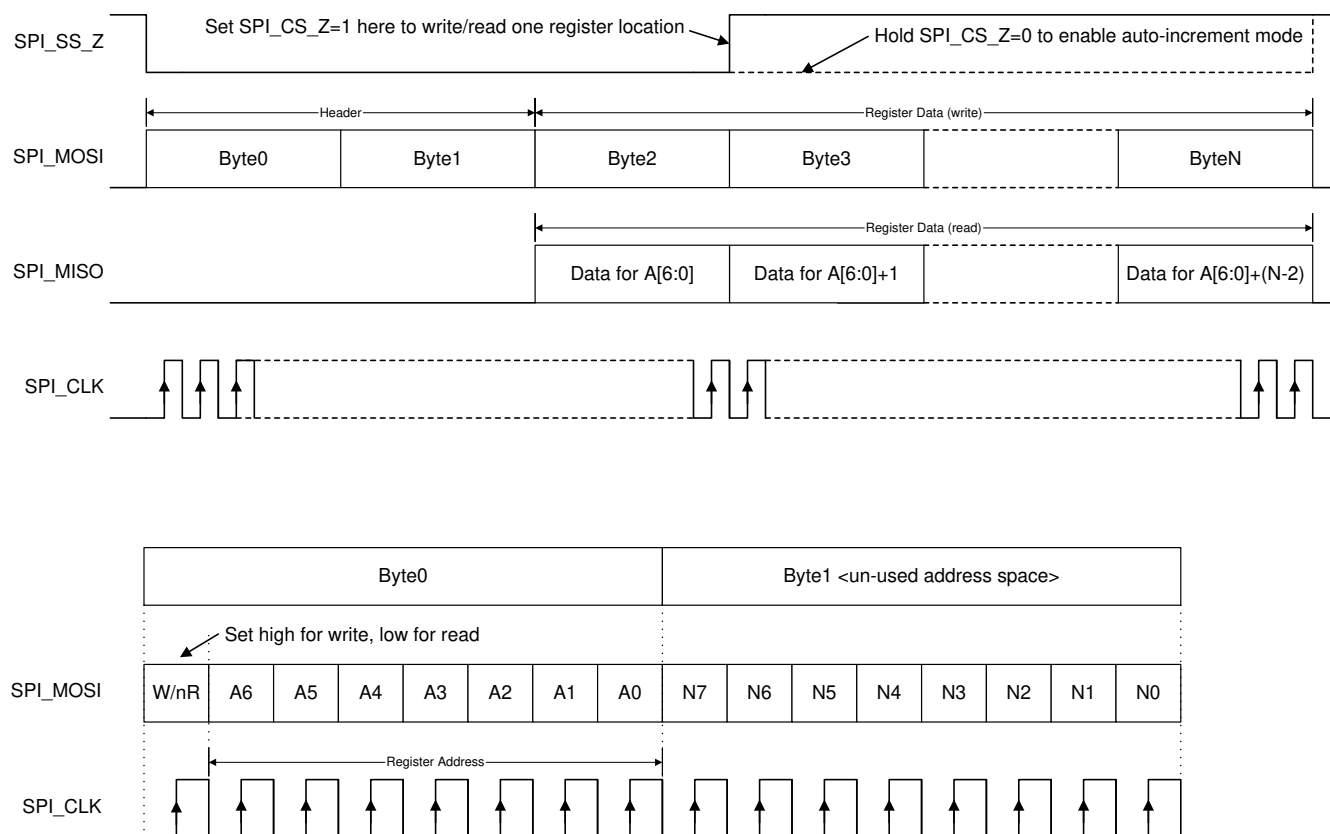 Set SPI_CS_Z=1 here to write/read one register location
Hold SPI_CS_Z=0 to enable auto-increment mode
SPI_SS_Z
Header
Register Data (write)
SPI_MOSI
Byte0
Byte1
Byte2
Byte3
ByteN
Register Data (read)
SPI_MISO
Data for A[6:0]
Data for A[6:0]+1
Data for A[6:0]+(N-2)
SPI_CLK
Byte0
Byte1 <un-used address space>
Set high for write, low for read
SPI_MOSI
W/nR A6 A5 A4 A3 A2 A1 A0 N7 N6 N5 N4 N3 N2 N1 N0
Register Address
SPI_CLK